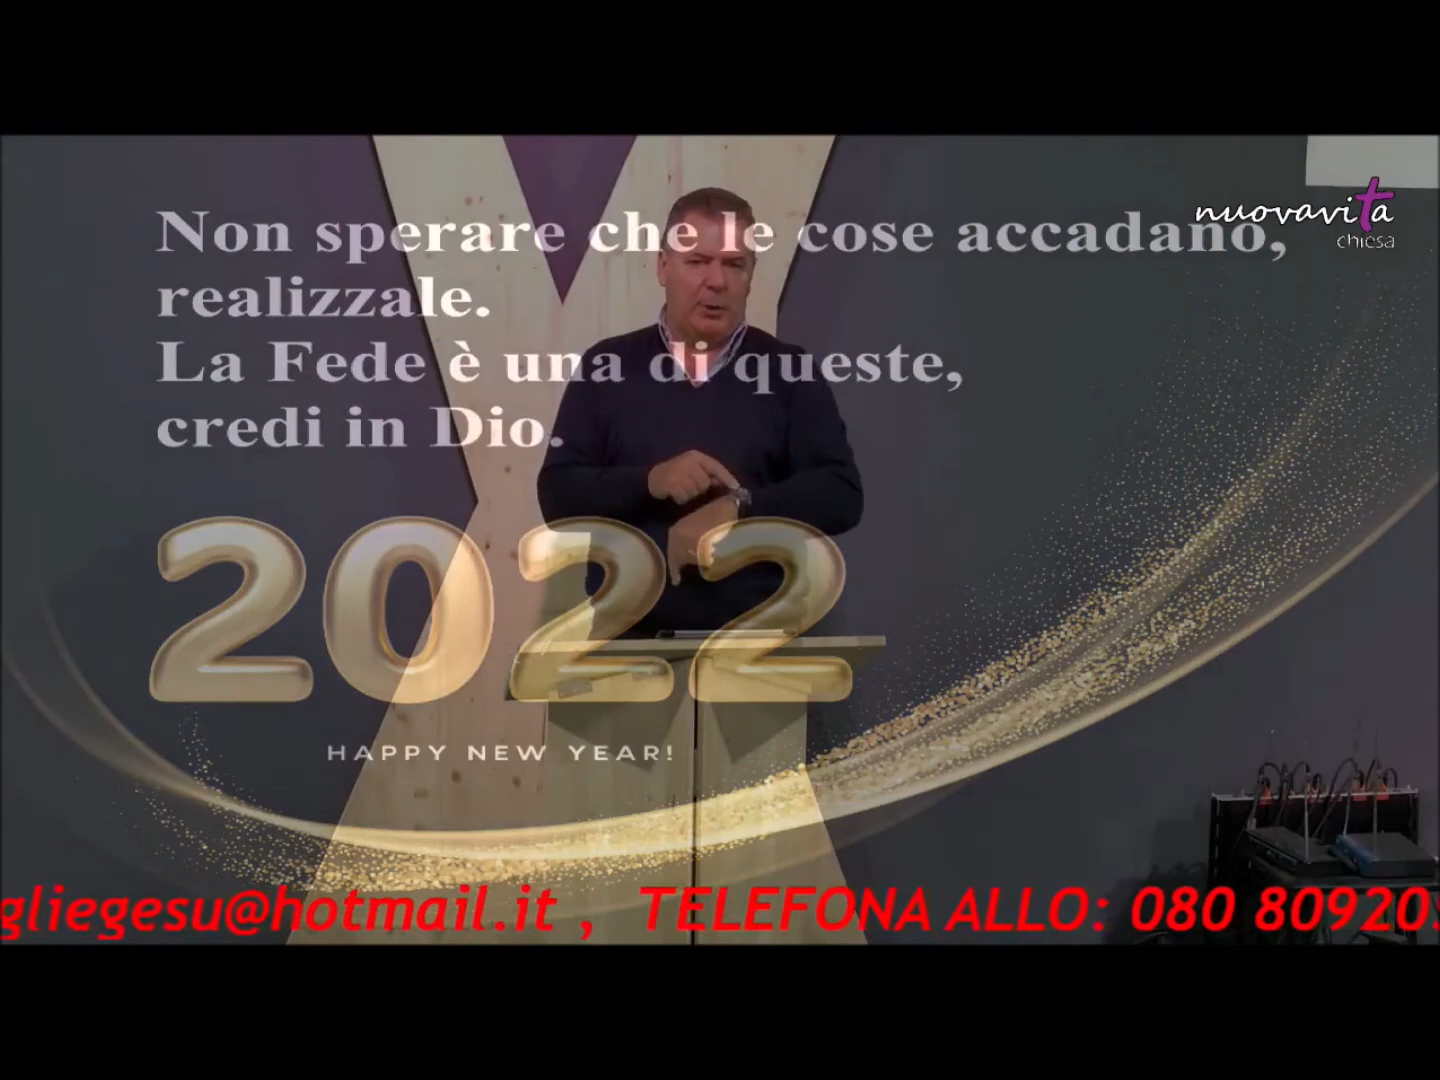 Non sperare che le cose accadano,
nuovavita
chiesa
realizzale.
La Fede è una di queste,
credi in Dio.
2022
HAPPY NEW YEAR!
gliegesu@hotmail.it , TELEFONA ALLO: 080 80920